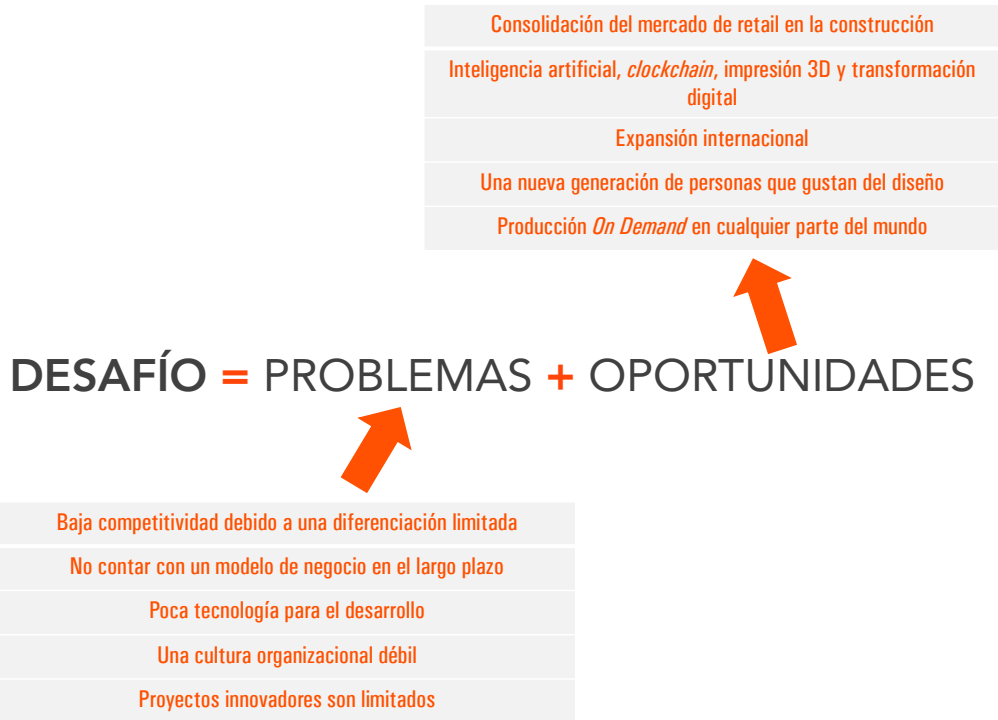 Consolidación del mercado de retail en la construcción
Inteligencia artificial, clockchain, impresión 3D y transformación
digital
Expansión internacional
Una nueva generación de personas que gustan del diseño
Producción On Demand en cualquier parte del mundo
DESAFÍO = PROBLEMAS + OPORTUNIDADES
Baja competitividad debido a una diferenciación limitada
No contar con un modelo de negocio en el largo plazo
Poca tecnología para el desarrollo
Una cultura organizacional débil
Proyectos innovadores son limitados